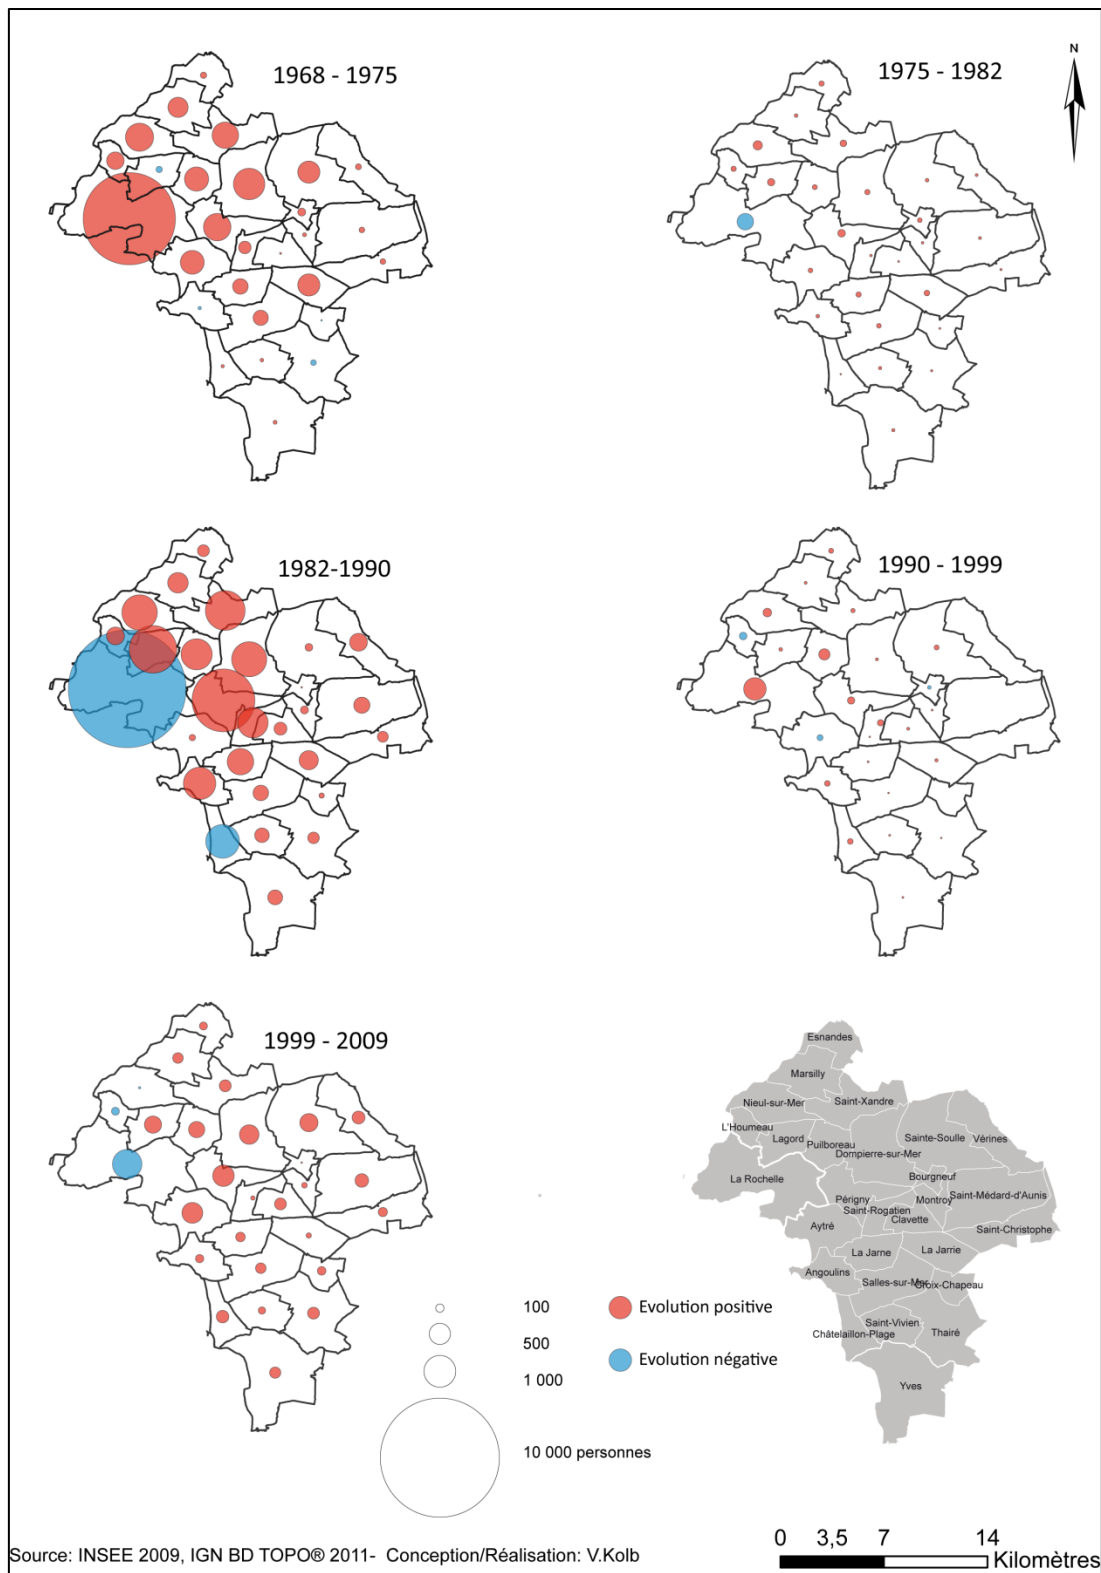 1968 - 1975
1975 - 1982
N
1982-1990
1990 - 1999
1999 - 2009
Esnandes
Marsilly
Nieul-sur-Mer
Saint-Xandre
L'Houmeau
Lagord
Puilboreau
Sainte-Soulle
Vérines
Dompierre-sur-Mer
La Rochelle
Bourgneuf
Périgny
Montroy
Saint-Médard-d'Aunis
Saint-Rogatien
Clavette
Aytré
Saint-Christophe
La Jarne
La Jarrie
Angoulins
Salles-sur-Mer
Croix-Chapeau
Saint-Vivien
Châtelaillon-Plage
Thairé
Yves
100
500
1 000
10 000 personnes
Evolution positive
Evolution négative
0 3,5 7 14
Kilomètres
Source: INSEE 2009, IGN BD TOPO® 2011- Conception/Réalisation: V.Kolb